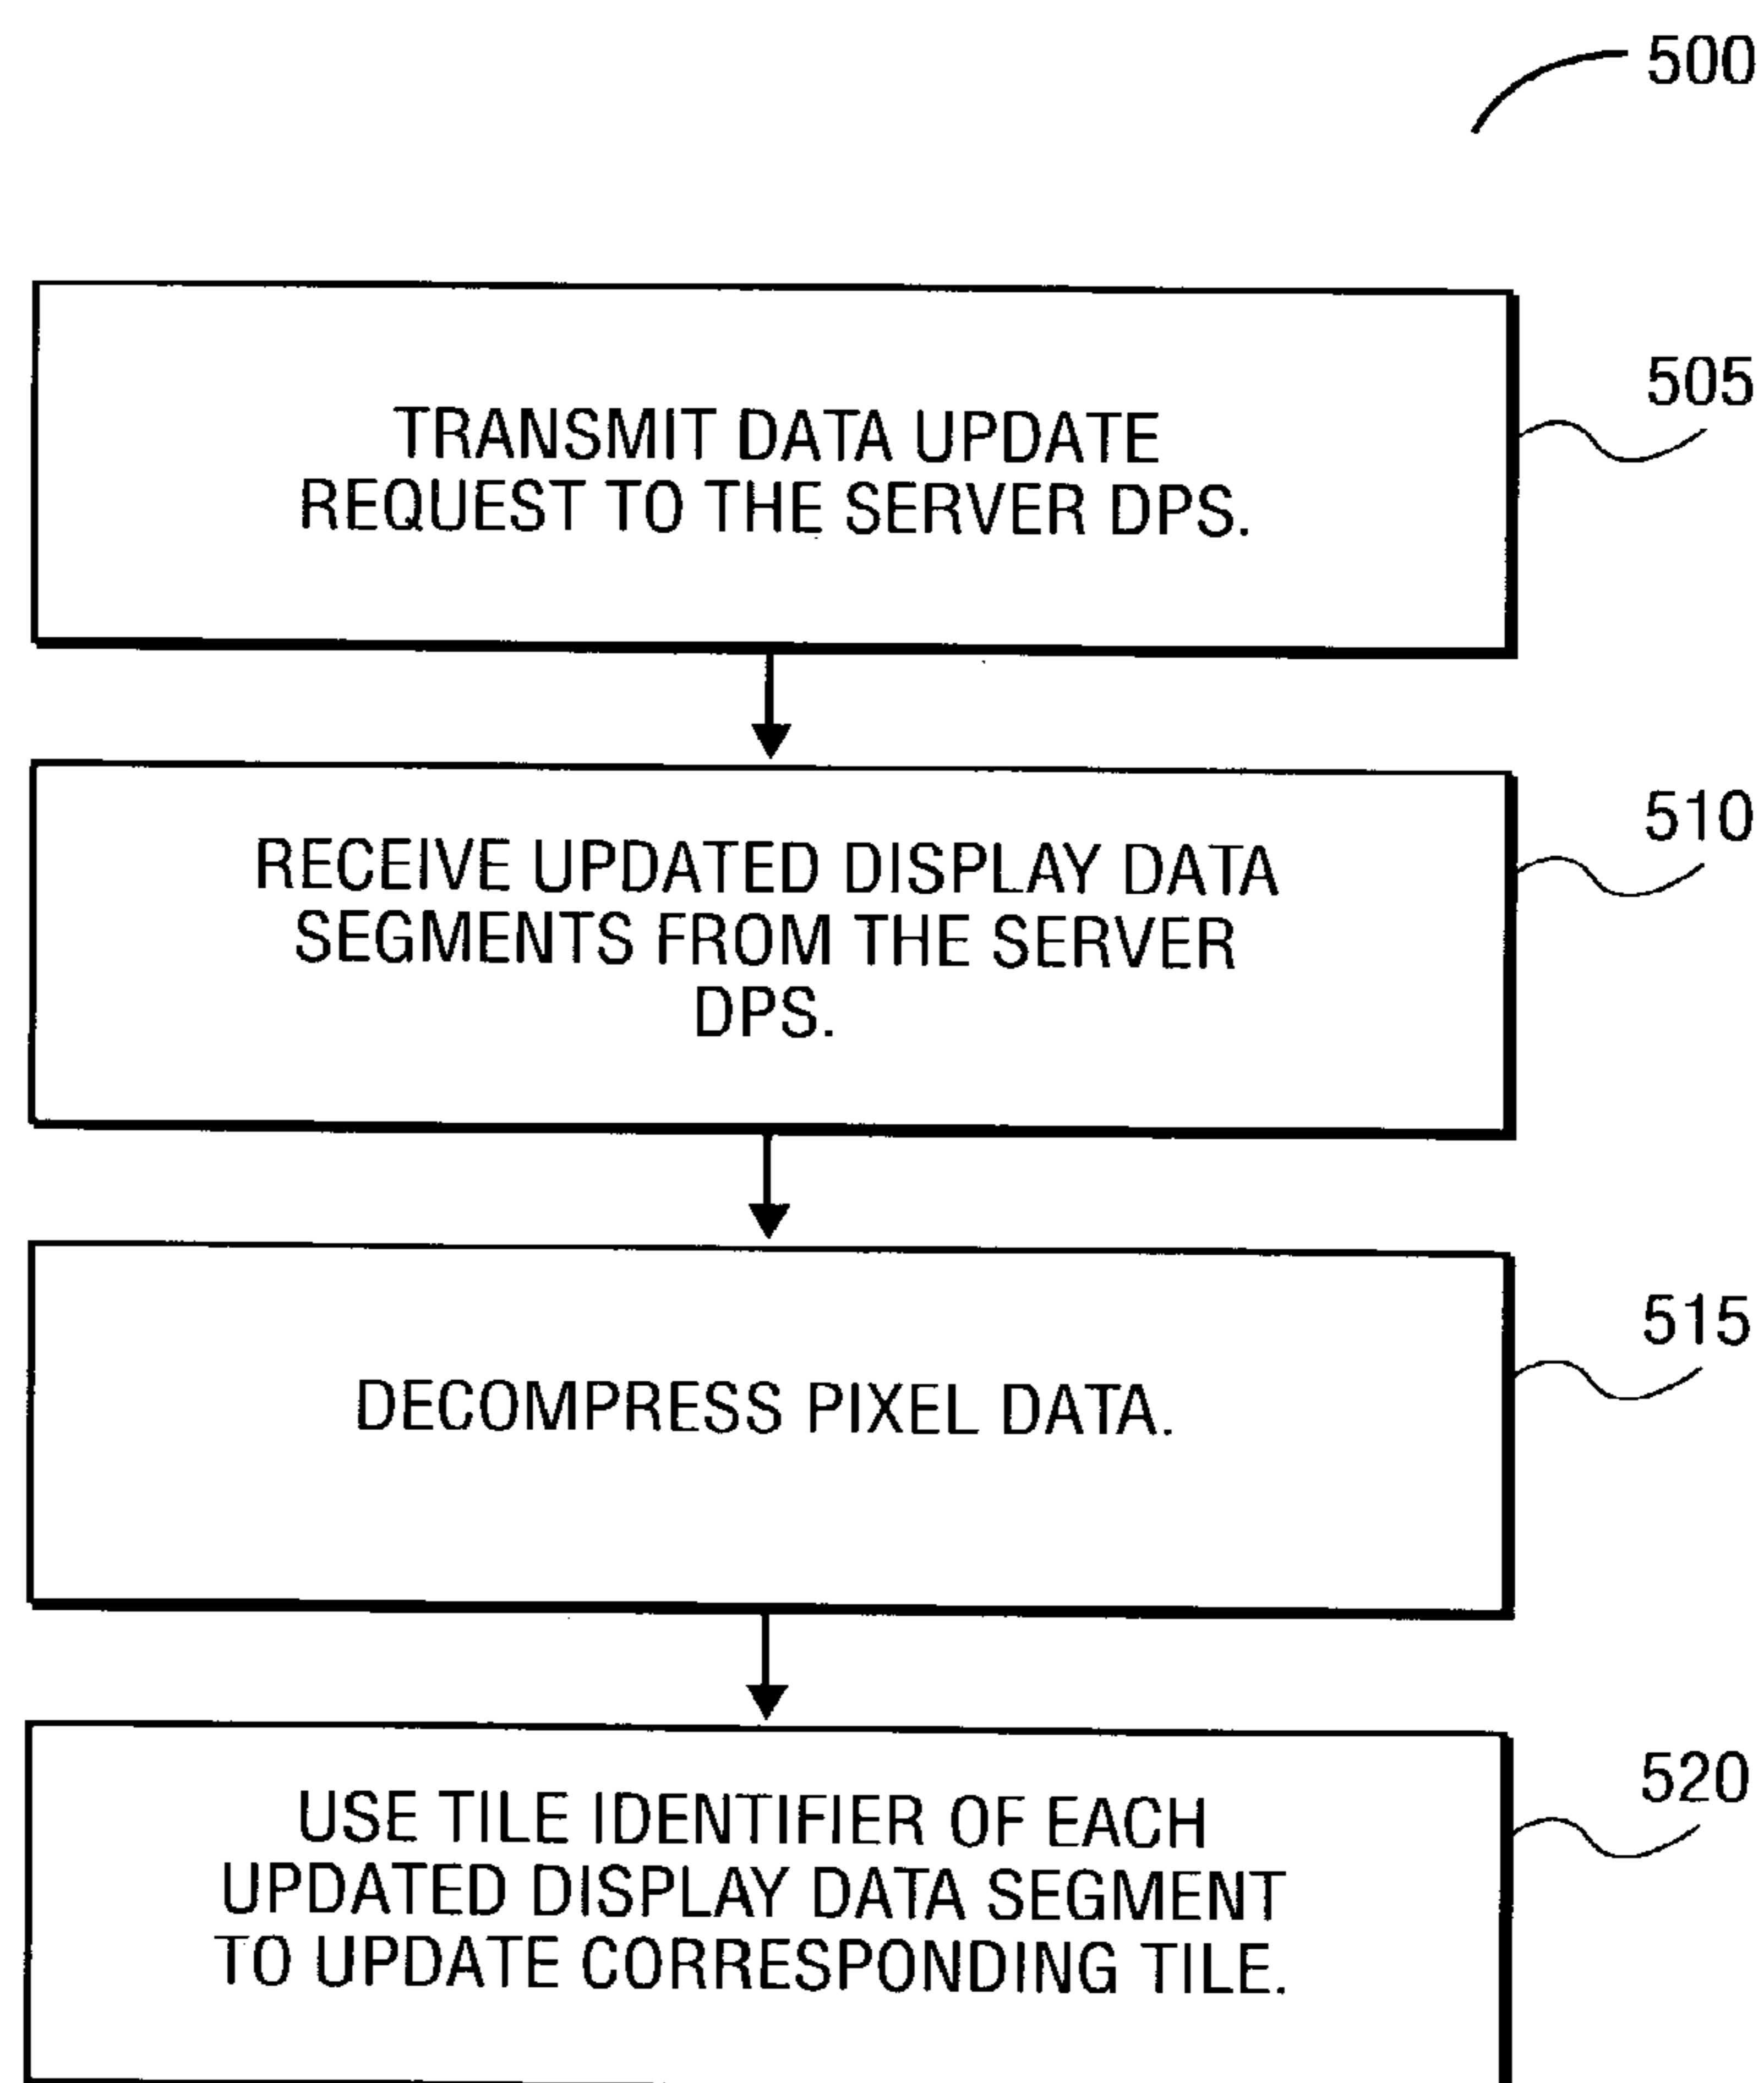 500
505
TRANSMIT DATA UPDATE
REQUEST TO THE SERVER DPS.
510
RECEIVE UPDATED DISPLAY DATA
SEGMENTS FROM THE SERVER
DPS.
515
DECOMPRESS PIXEL DATA.
520
USE TILE IDENTIFIER OF EACH
UPDATED DISPLAY DATA SEGMENT
TO UPDATE CORRESPONDING TILE.